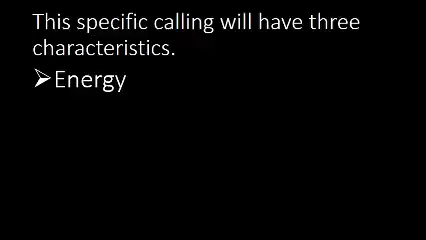 This specific calling will have three
characteristics.
➢Energy